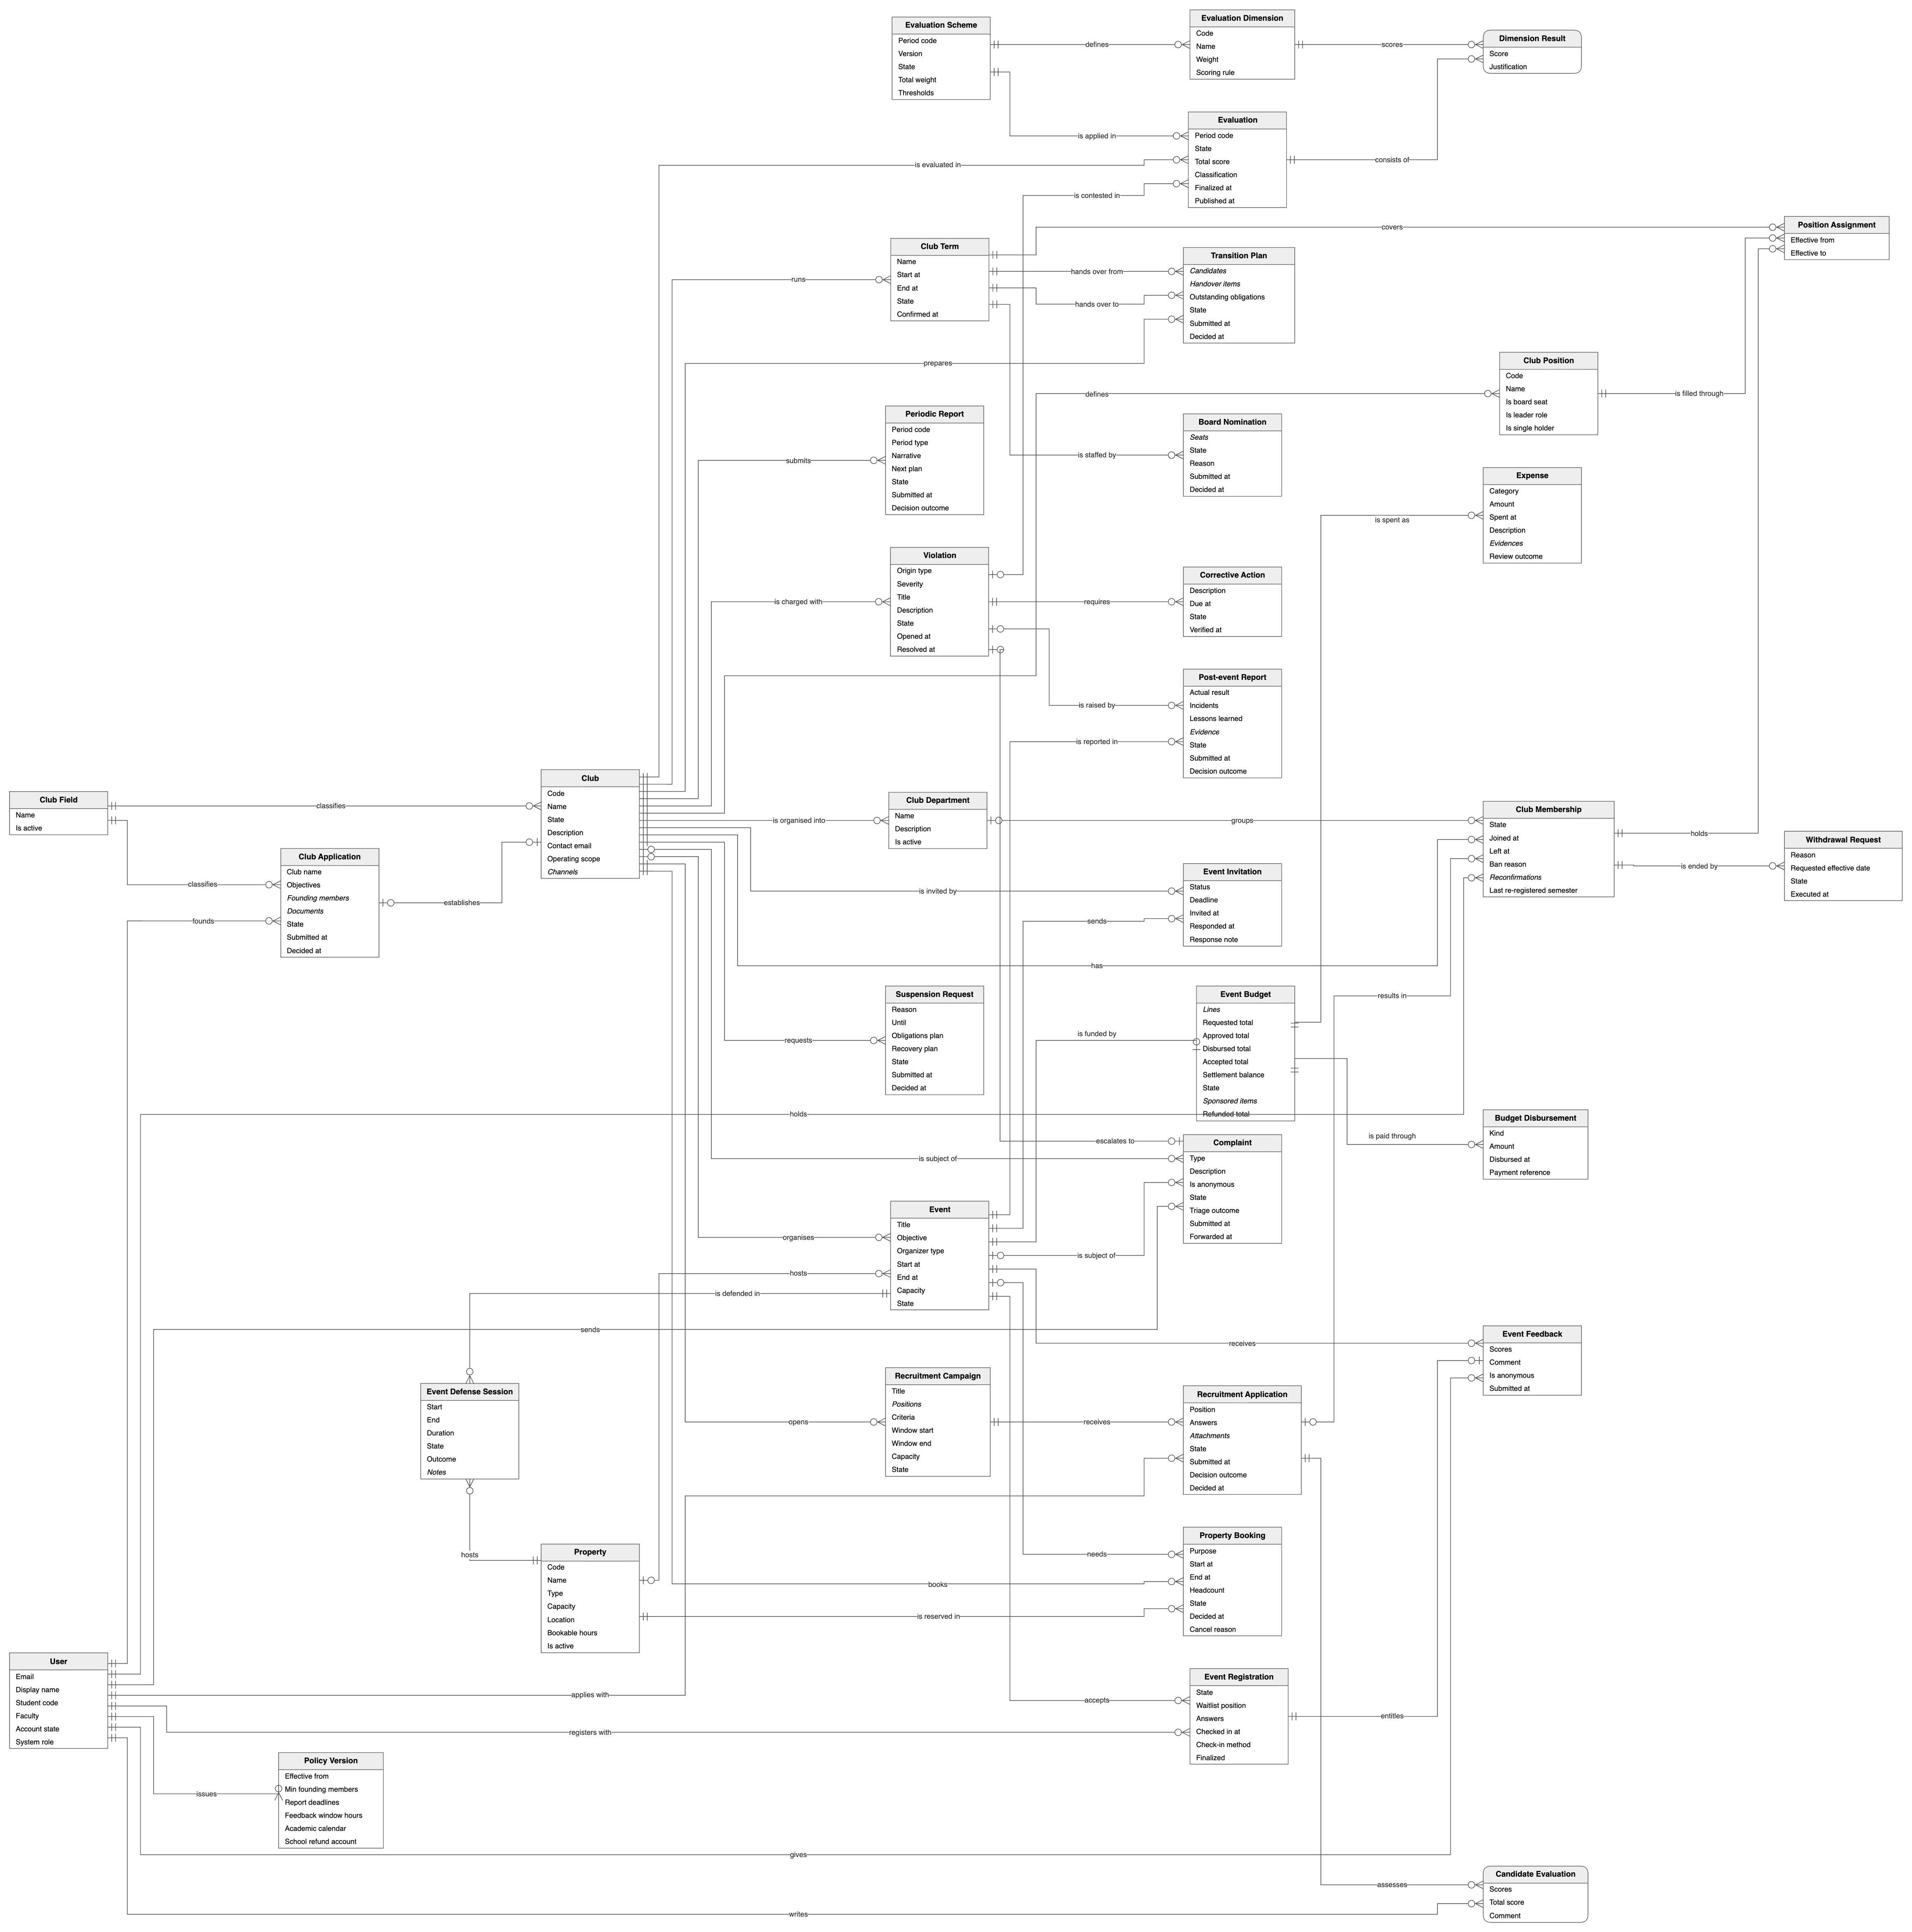 Evaluation Scheme
Period code
Version
State
Total weight
Thresholds
defines
Evaluation Dimension
Code
Name
Weight
Scoring rule
scores
Dimension Result
Score
Justification
is applied in
is evaluated in
is contested in
Evaluation
Period code
State
Total score
Classification
Finalized at
Published at
consists of
covers
Position Assignment
Effective from
Effective to
Club Term
Name
Start at
End at
State
Confirmed at
runs
hands over from
hands over to
prepares
Transition Plan
Candidates
Handover items
Outstanding obligations
State
Submitted at
Decided at
defines
Club Position
Code
Name
Is board seat
Is leader role
Is single holder
is filled through
Periodic Report
Period code
Period type
Narrative
Next plan
State
Submitted at
Decision outcome
submits
is staffed by
Board Nomination
Seats
State
Reason
Submitted at
Decided at
Expense
Category
Amount
Spent at
Description
Evidences
Review outcome
is spent as
Violation
Origin type
Severity
Title
Description
State
Opened at
Resolved at
is charged with
requires
Corrective Action
Description
Due at
State
Verified at
is raised by
is reported in
Post-event Report
Actual result
Incidents
Lessons learned
Evidence
State
Submitted at
Decision outcome
Club Field
Name
Is active
classifies
classifies
Club
Code
Name
State
Description
Contact email
Operating scope
Channels
Club Application
Club name
Objectives
Founding members
Documents
State
Submitted at
Decided at
founds
establishes
is organised into
Club Department
Name
Description
Is active
groups
Club Membership
State
Joined at
Left at
Ban reason
Reconfirmations
Last re-registered semester
holds
is ended by
Withdrawal Request
Reason
Requested effective date
State
Executed at
is invited by
sends
Event Invitation
Status
Deadline
Invited at
Responded at
Response note
has
results in
Suspension Request
Reason
Until
Obligations plan
Recovery plan
State
Submitted at
Decided at
requests
is funded by
Event Budget
Lines
Requested total
Approved total
Disbursed total
Accepted total
Settlement balance
State
Sponsored items
Refunded total
holds
is paid through
Budget Disbursement
Kind
Amount
Disbursed at
Payment reference
escalates to
is subject of
Complaint
Type
Description
Is anonymous
State
Triage outcome
Submitted at
Forwarded at
Event
Title
Objective
Organizer type
Start at
End at
Capacity
State
organises
hosts
is defended in
is subject of
sends
receives
Event Feedback
Scores
Comment
Is anonymous
Submitted at
Event Defense Session
Start
End
Duration
State
Outcome
Notes
Recruitment Campaign
Title
Positions
Criteria
Window start
Window end
Capacity
State
opens
receives
Recruitment Application
Position
Answers
Attachments
State
Submitted at
Decision outcome
Decided at
hosts
Property
Code
Name
Type
Capacity
Location
Bookable hours
Is active
needs
books
is reserved in
Property Booking
Purpose
Start at
End at
Headcount
State
Decided at
Cancel reason
User
Email
Display name
Student code
Faculty
Account state
System role
applies with
registers with
accepts
Event Registration
State
Waitlist position
Answers
Checked in at
Check-in method
Finalized
entitles
issues
Policy Version
Effective from
Min founding members
Report deadlines
Feedback window hours
Academic calendar
School refund account
gives
assesses
writes
Candidate Evaluation
Scores
Total score
Comment